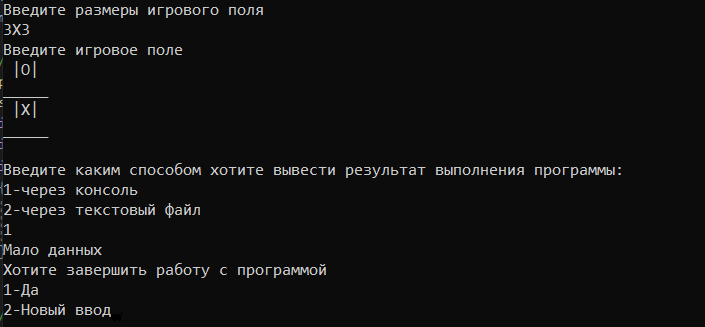 Введите размеры игрового поля
3X3
Введите игровое поле
 |O|
_____
 |X|
_____
Введите каким способом хотите вывести результат выполнения программы:
1-через консоль
2-через текстовый файл
1
Мало данных
Хотите завершить работу с программой
1-Да
2-Новый ввод